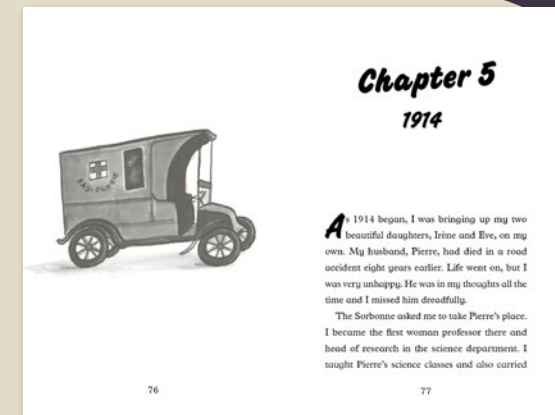 RADIOLOGIE
76
Chapter 5
1914
As 1914 began, I was bringing up my two
beautiful daughters, Irène and Eve, on my
own. My husband, Pierre, had died in a road
accident eight years earlier. Life went on, but I
was very unhappy. He was in my thoughts all the
time and I missed him dreadfully.
The Sorbonne asked me to take Pierre's place.
I became the first woman professor there and
head of research in the science department. I
taught Pierre's science classes and also carried
77